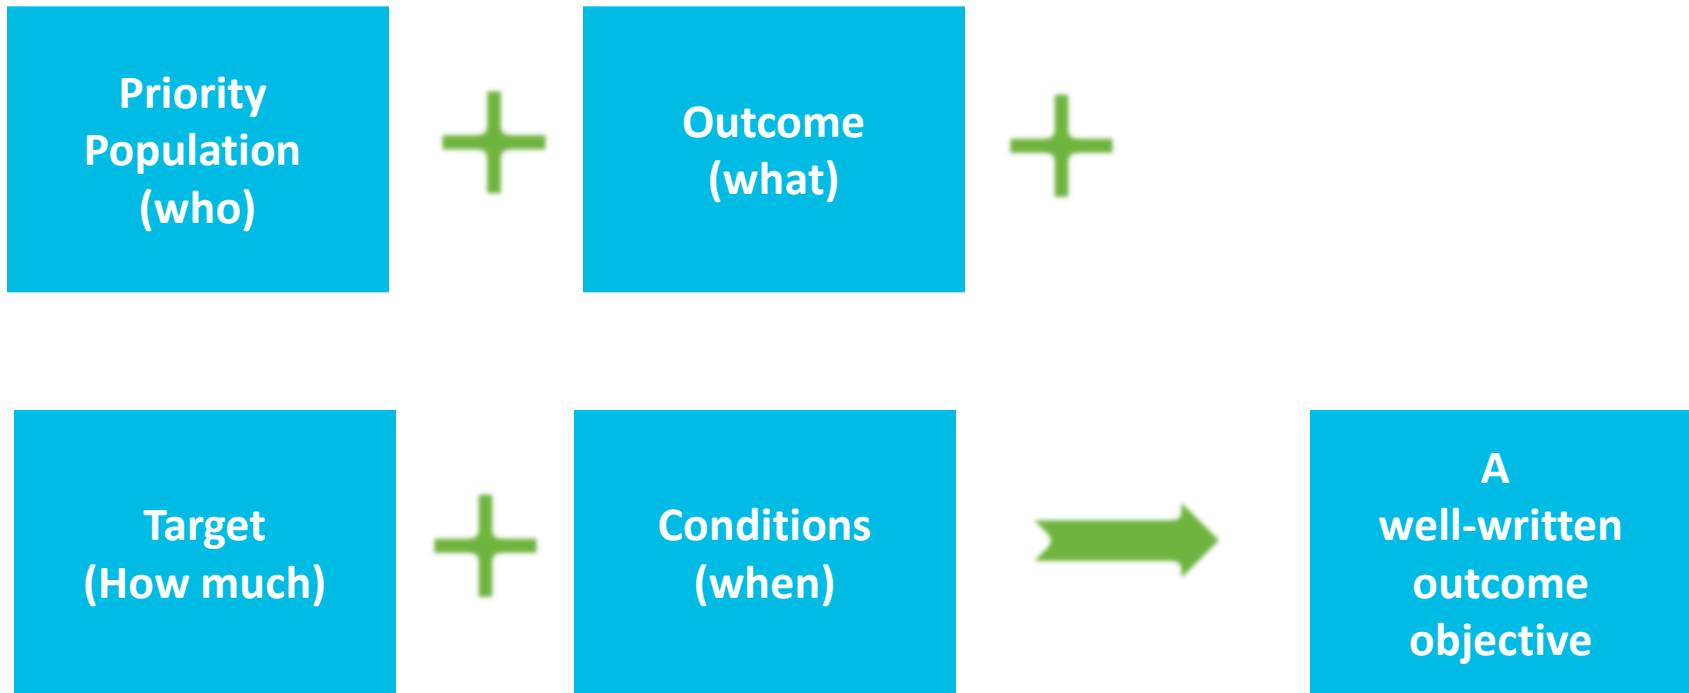 Priority
Population
(who)
Outcome
(what)
Target
(How much)
Conditions
(when)
A
well-written
outcome
objective